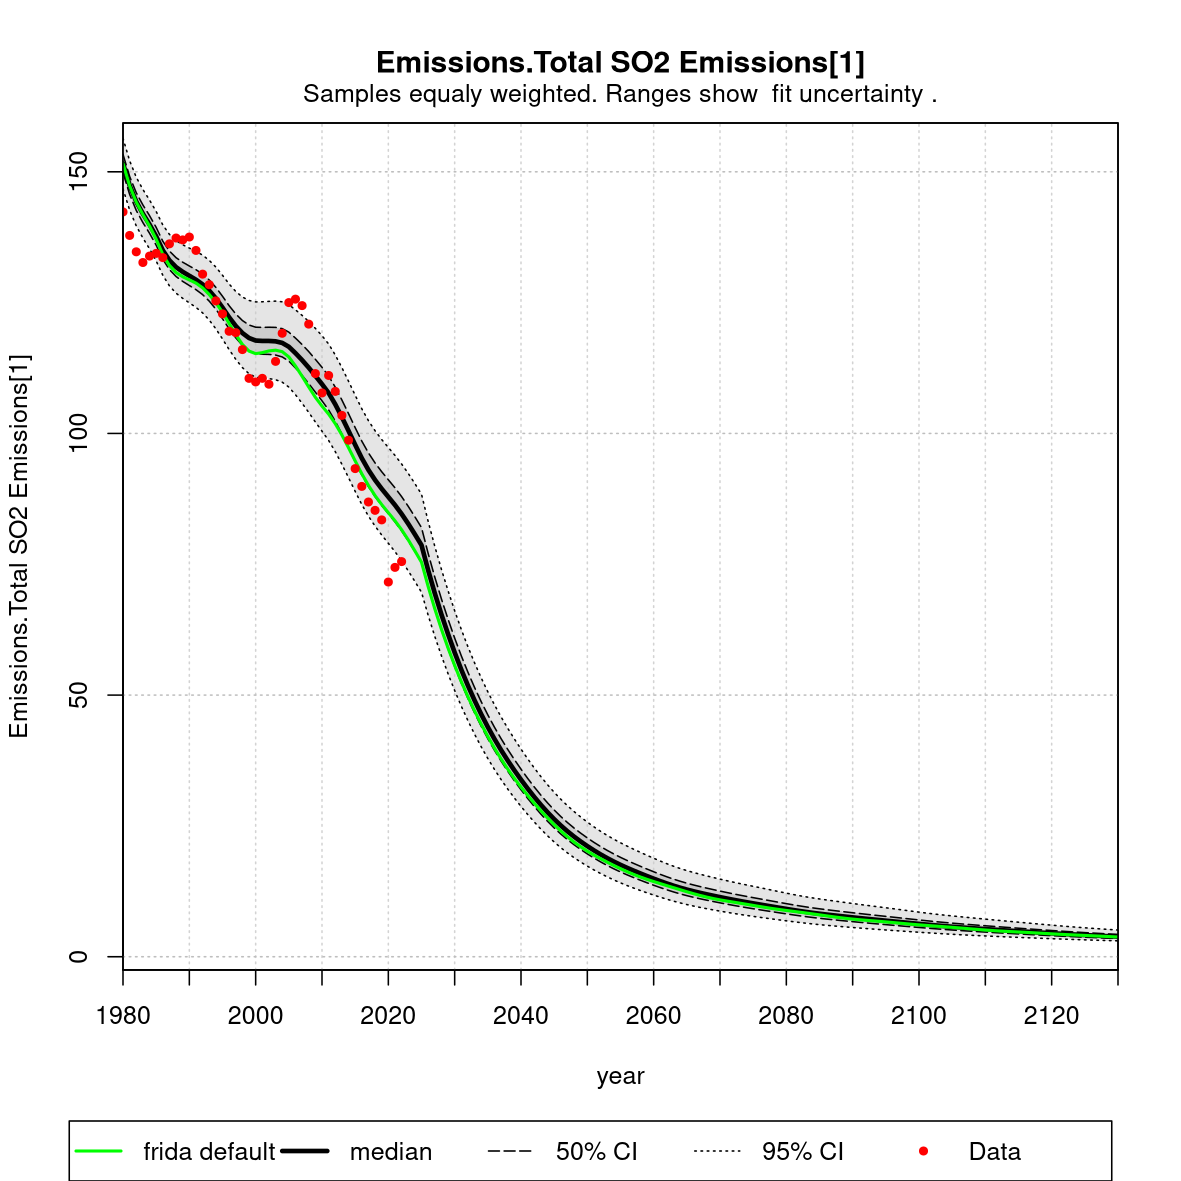 Emissions.Total SO2 Emissions[1]
Samples equaly weighted. Ranges show  fit uncertainty .
Emissions.Total SO2 Emissions[1]
150
100
50
0
1980 2000 2020 2040 2060 2080 2100 2120
year
frida default median 50% CI 95% CI Data